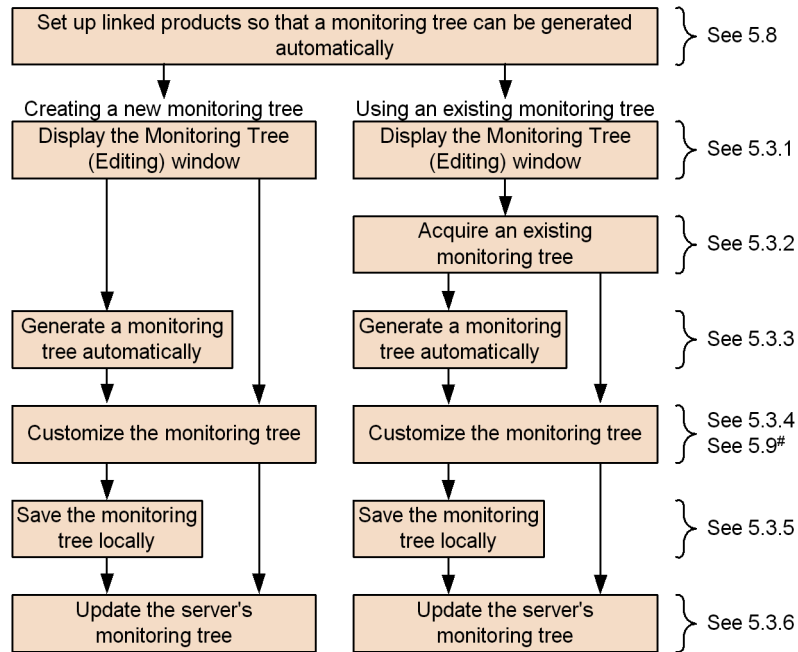 Set up linked products so that a monitoring tree can be generated
automatically
See 5.8
Creating a new monitoring tree
Using an existing monitoring tree
Display the Monitoring Tree
(Editing) window
Display the Monitoring Tree
(Editing) window
See 5.3.1
Acquire an existing
monitoring tree
See 5.3.2
Generate a monitoring
tree automatically
Generate a monitoring
tree automatically
See 5.3.3
Customize the monitoring tree
Customize the monitoring tree
See 5.3.4
See 5.9#
Save the monitoring
tree locally
Save the monitoring
tree locally
See 5.3.5
Update the server's
monitoring tree
Update the server's
monitoring tree
See 5.3.6